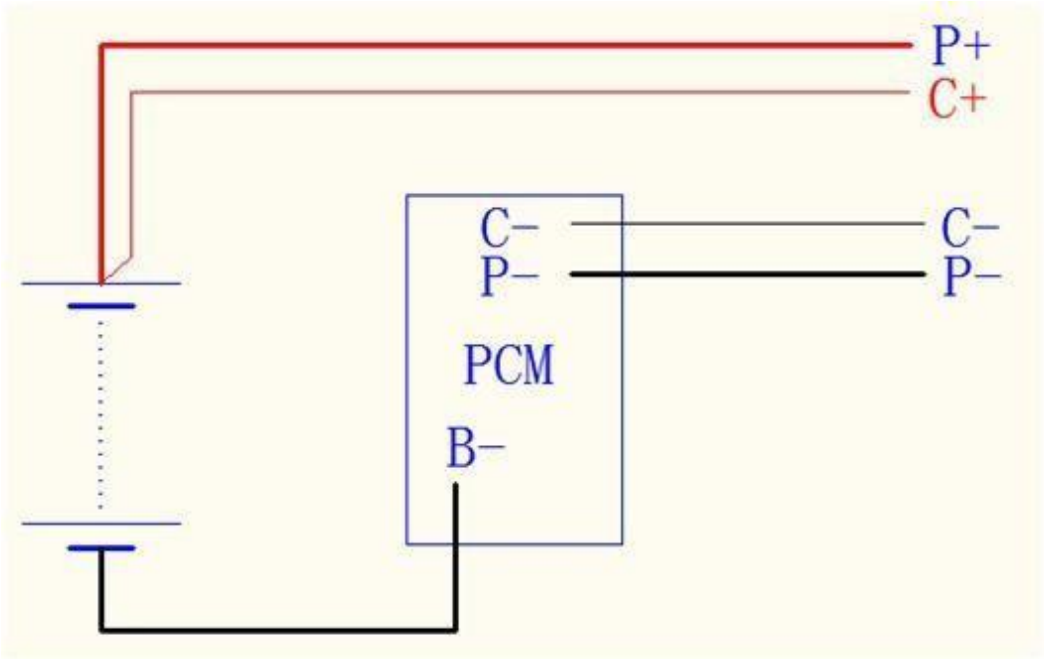 P+
C+
C- C-
P- P-
PCM
B-